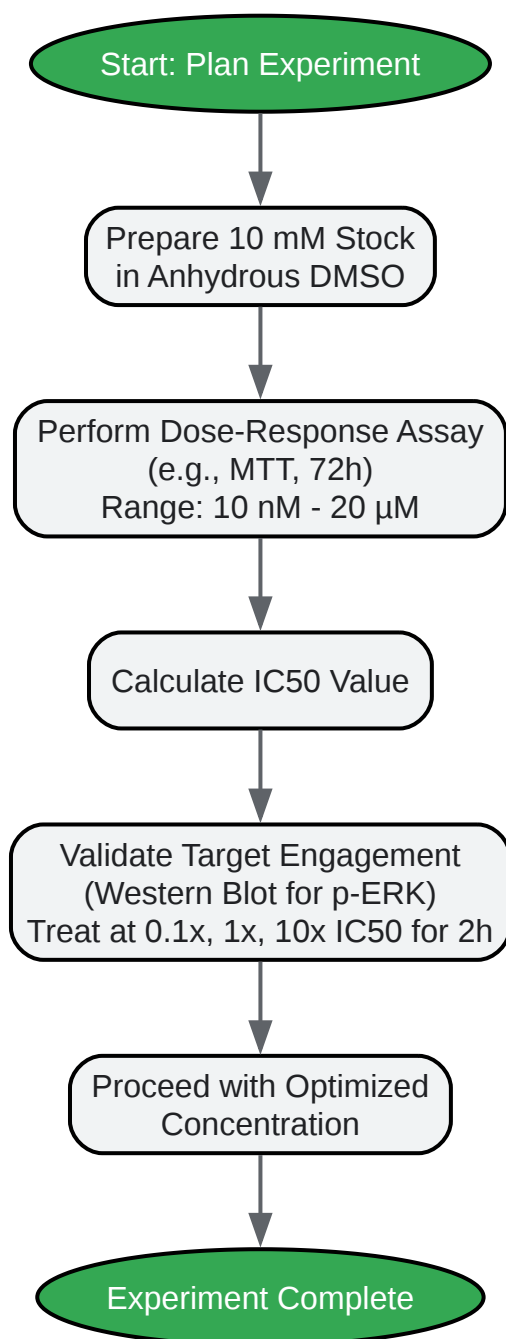 Start: Plan Experiment
Prepare 10 mM Stock
in Anhydrous DMSO
Perform Dose-Response Assay
(e.g., MTT, 72h)
Range: 10 nM - 20 µM
Calculate IC50 Value
Validate Target Engagement
(Western Blot for p-ERK)
Treat at 0.1x, 1x, 10x IC50 for 2h
Proceed with Optimized
Concentration
Experiment Complete